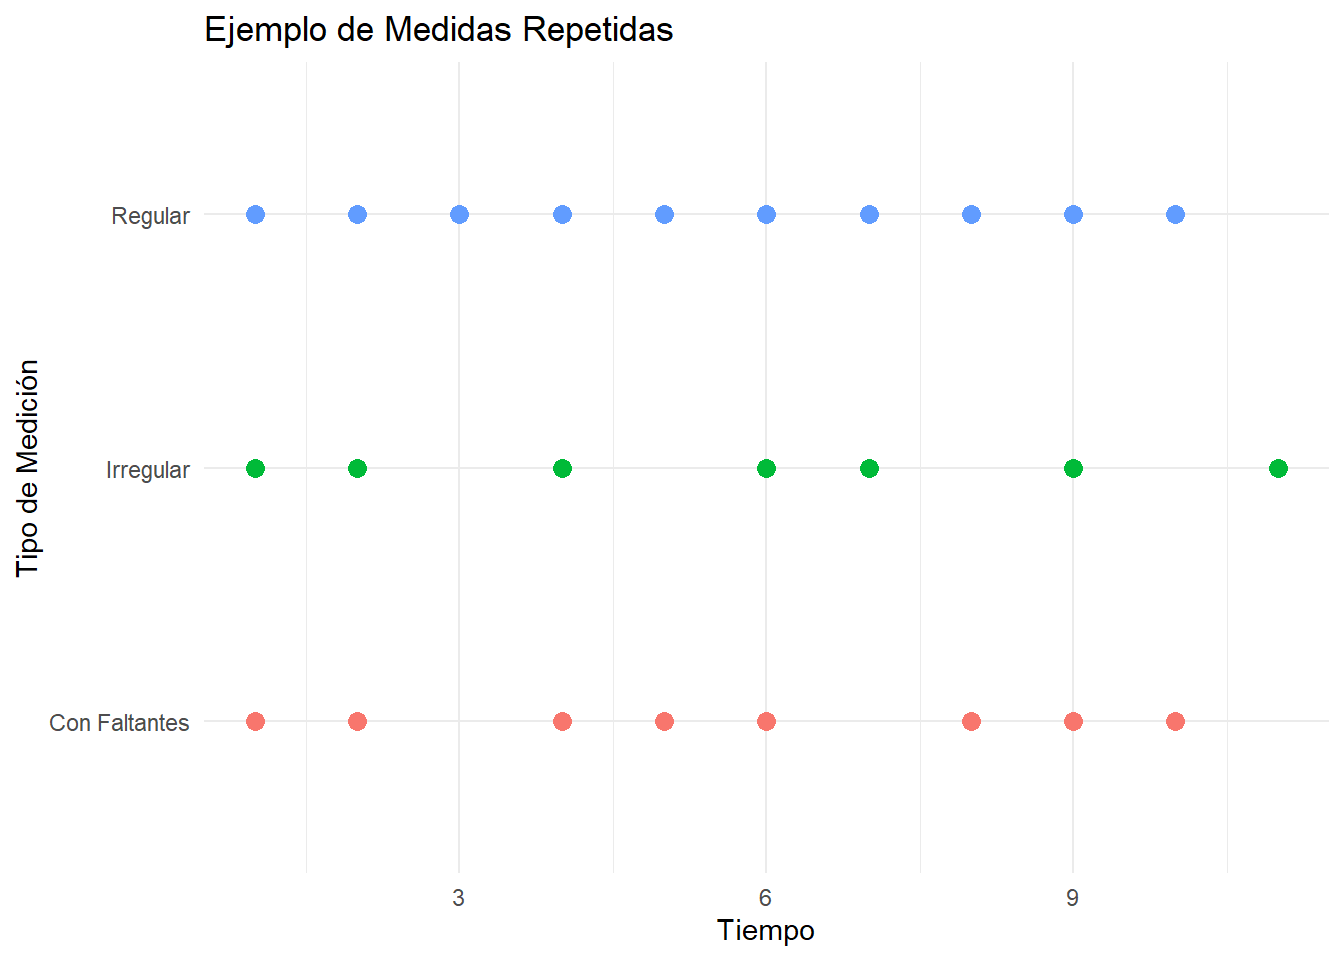 Ejemplo de Medidas Repetidas
Tipo de Medición
Regular
Irregular
Con Faltantes
3 6 9
Tiempo